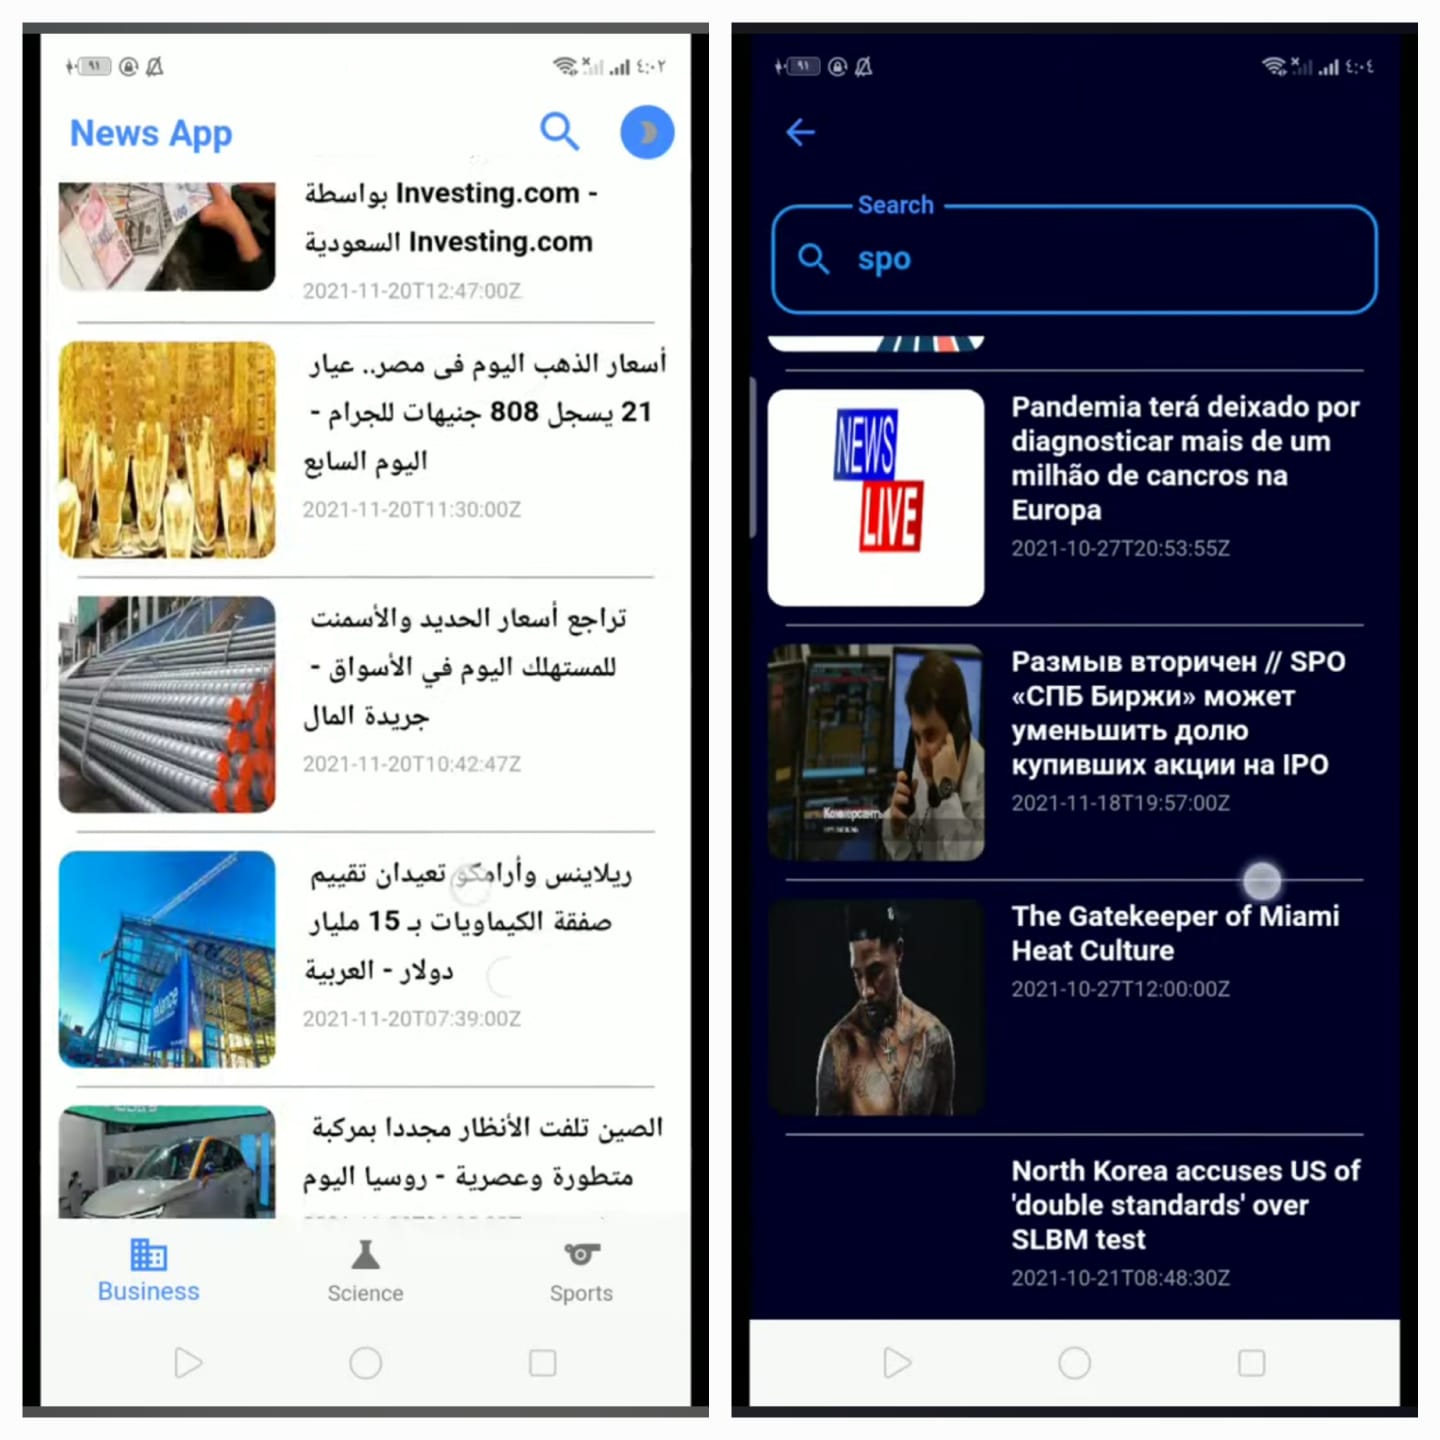 ٩١
٤:٠٢
News App
بواسطة Investing.com -
السعودية Investing.com
2021-11-20T12:47:00Z
أسعار الذهب اليوم فى مصر.. عيار
21 يسجل 808 جنيهات للجرام -
اليوم السابع
2021-11-20T11:30:00Z
تراجع أسعار الحديد والأسمنت
للمستهلك اليوم في الأسواق -
جريدة المال
2021-11-20T10:42:47Z
ريلاينس وأرامكو تعيدان تقييم
صفقة الكيماويات بـ 15 مليار
دولار - العربية
2021-11-20T07:39:00Z
الصين تلفت الأنظار مجددا بمركبة
متطورة وعصرية - روسيا اليوم
Business
Science
Sports
٩١
٤:٠٤
Search
spo
NEWS
LIVE
Pandemia terá deixado por
diagnosticar mais de um
milhão de cancros na
Europa
2021-10-27T20:53:55Z
Коммерсантъ
Размыв вторичен // SPO
«СПБ Биржи» может
уменьшить долю
купивших акции на IPO
2021-11-18T19:57:00Z
The Gatekeeper of Miami
Heat Culture
2021-10-27T12:00:00Z
North Korea accuses US of
'double standards' over
SLBM test
2021-10-21T08:48:30Z